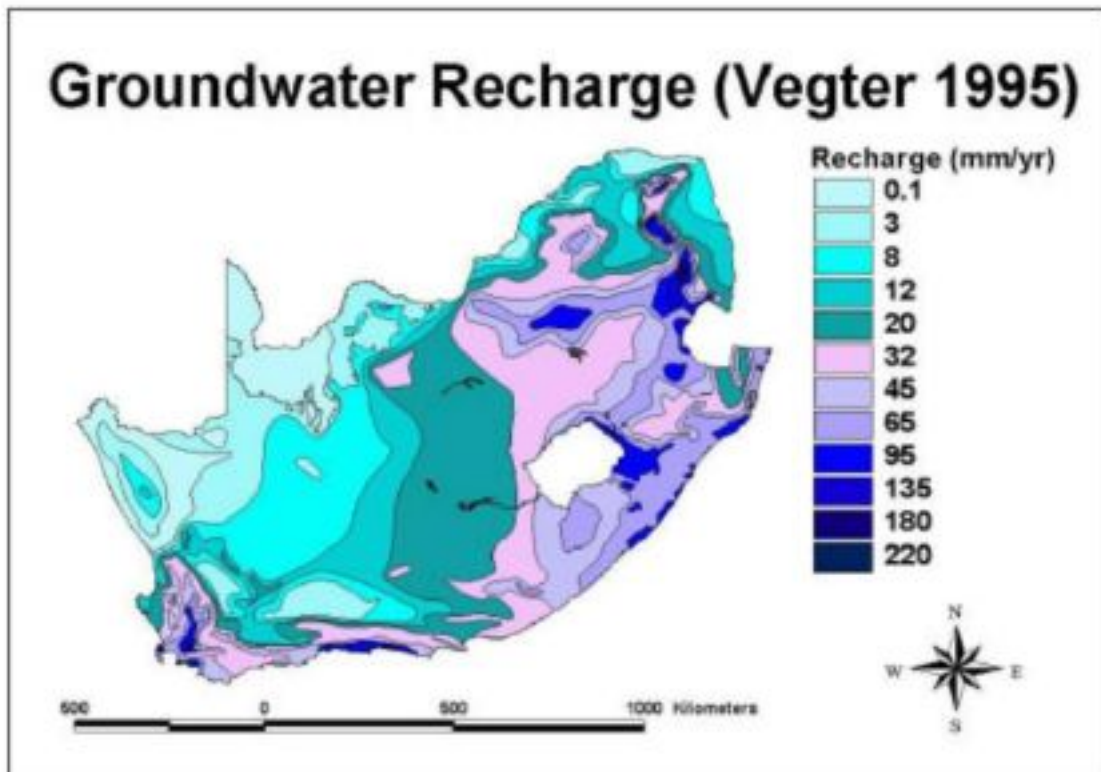 Groundwater Recharge (Vegter 1995)
Recharge (mm/yr)
0.1
3
8
12
20
32
45
65
95
135
180
220
N
W E
S
500 0 500 1000 Kilometers